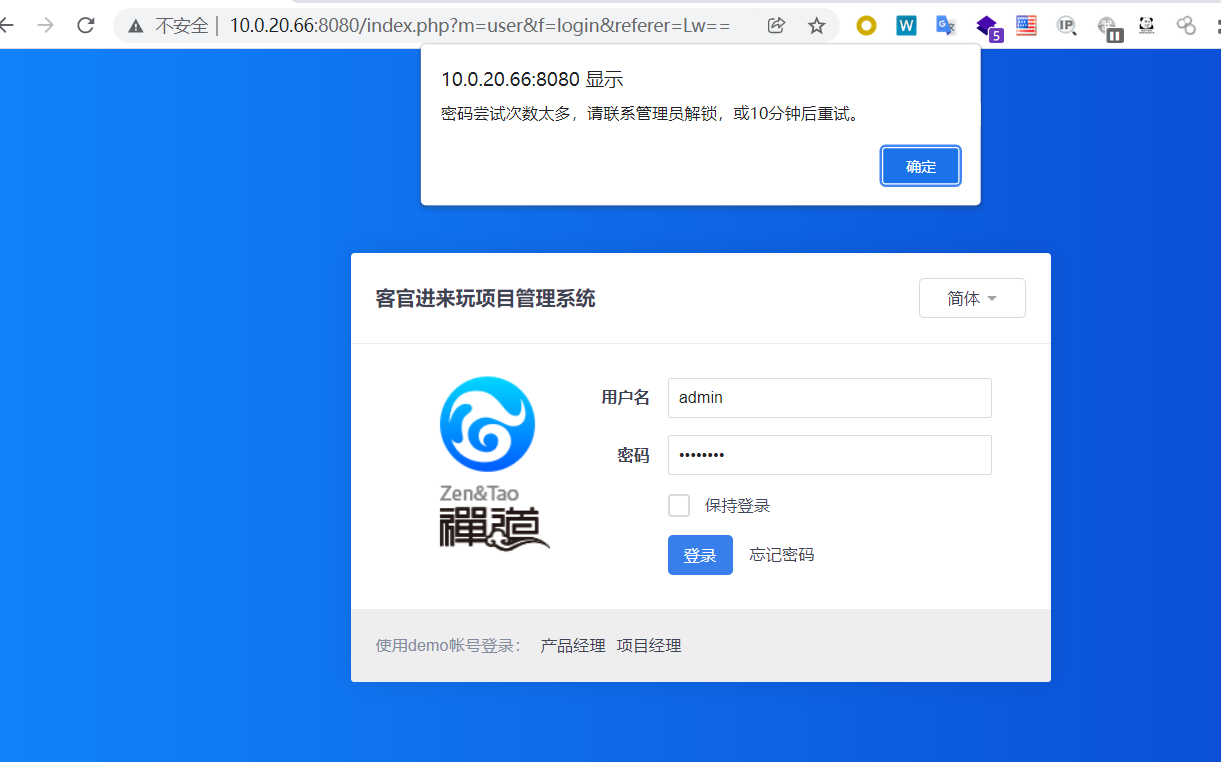 不安全 | 10.0.20.66:8080/index.php?m=user&f=login&referer=Lw==
W
5
IP
10.0.20.66:8080 显示
密码尝试次数太多，请联系管理员解锁，或10分钟后重试。
确定
客官进来玩项目管理系统
简体
Zen&Tao
禪道
用户名
admin
密码
••••••••
保持登录
登录
忘记密码
使用demo帐号登录：
产品经理 项目经理